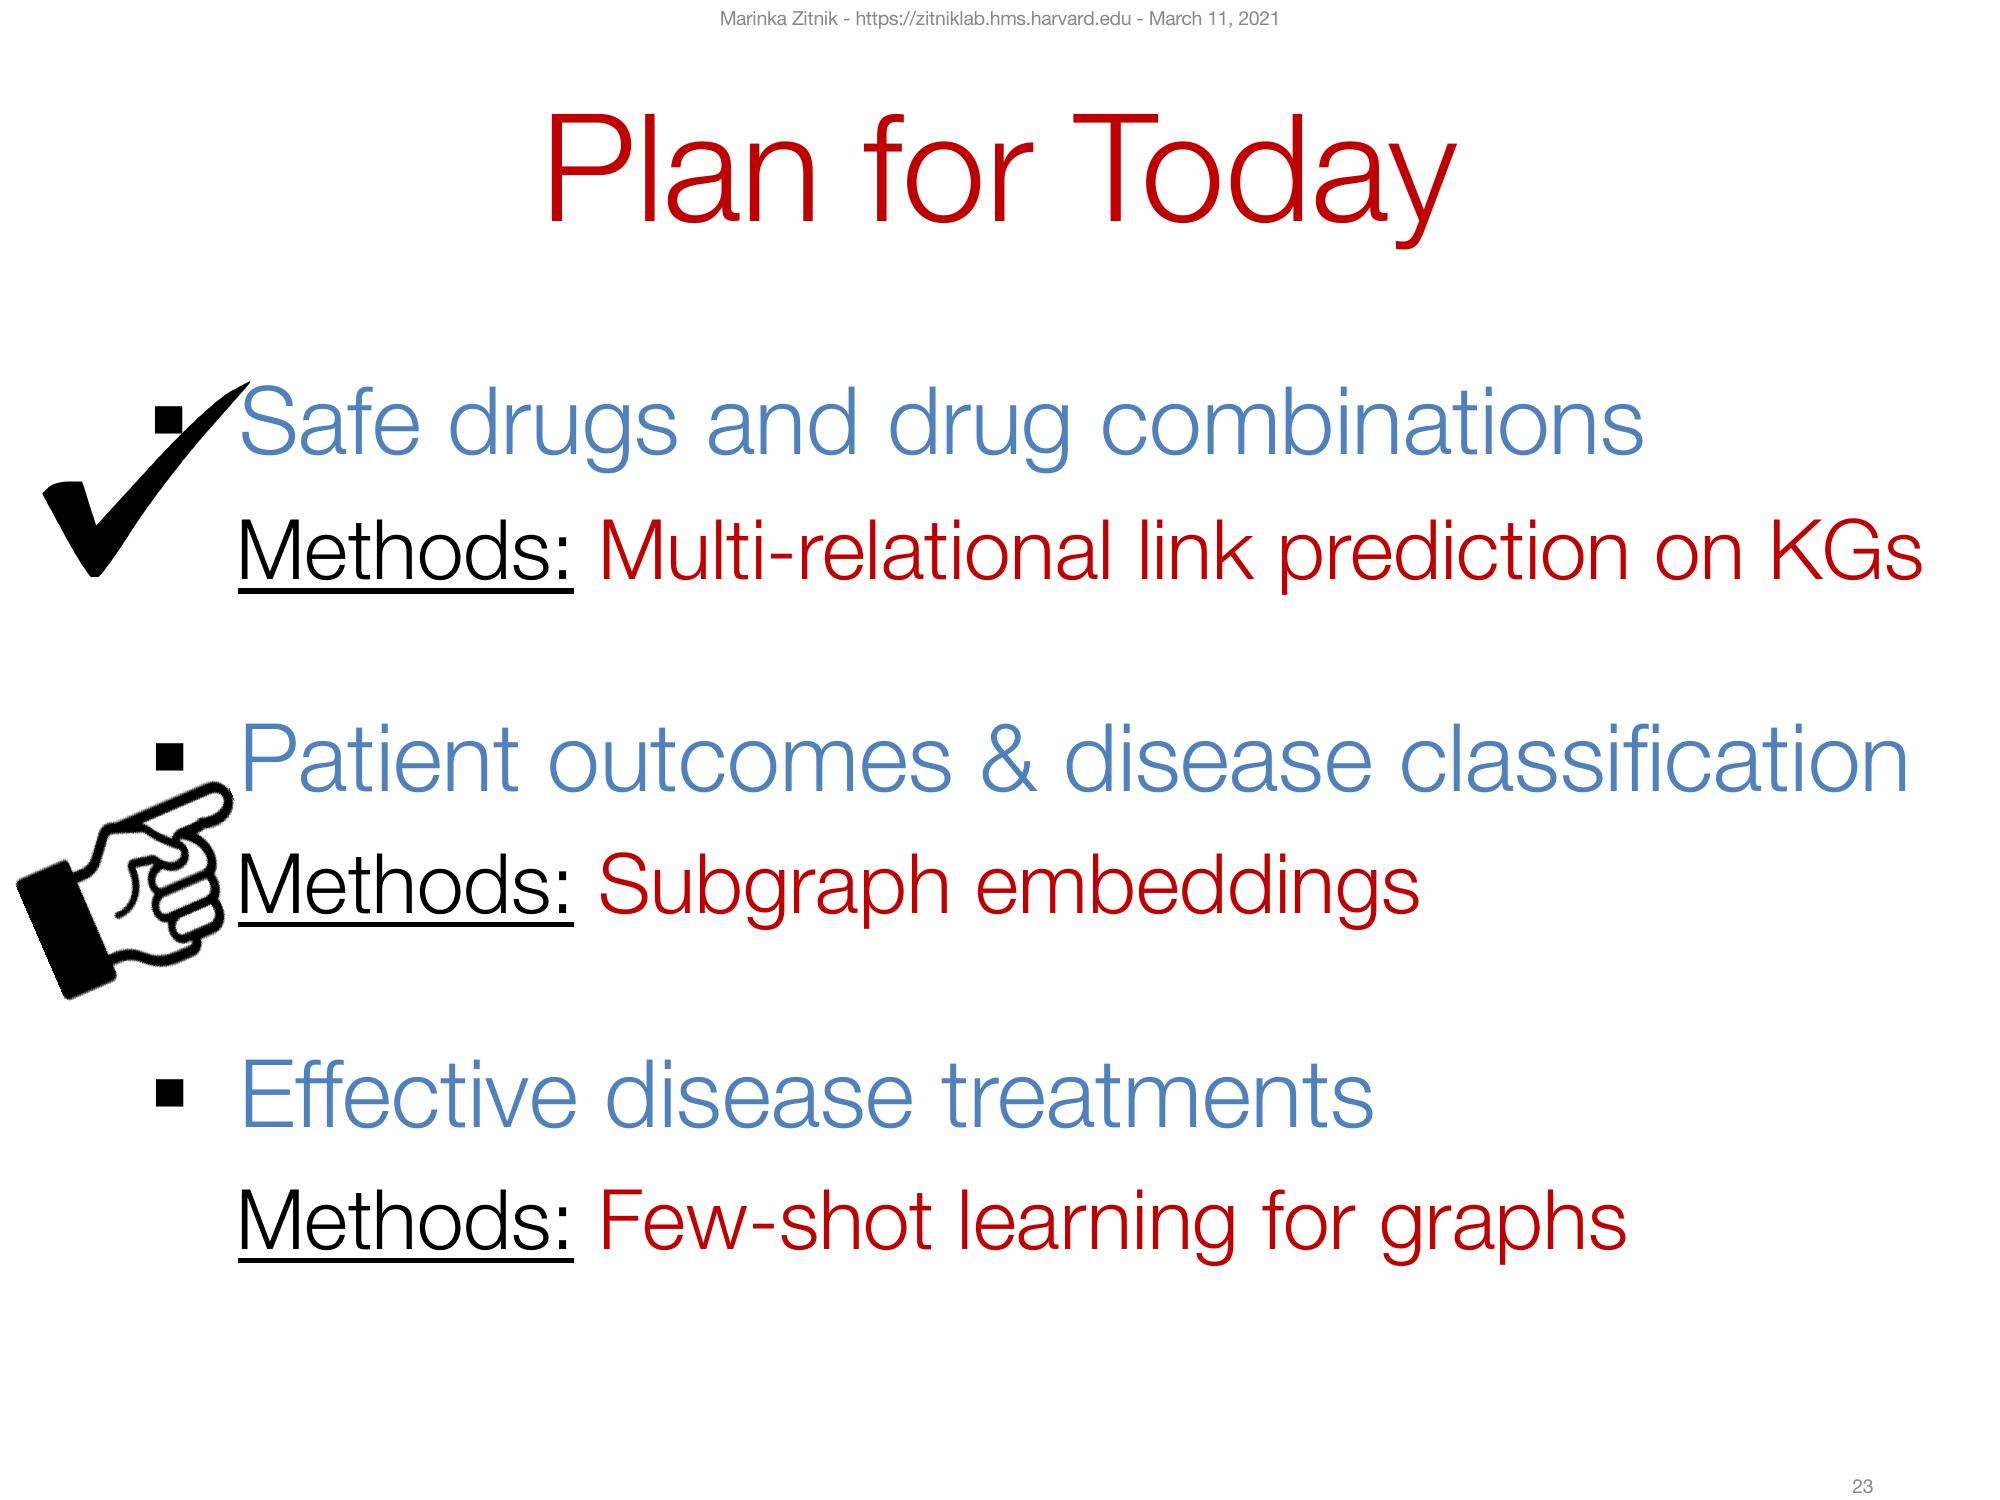 Marinka Zitnik - https://zitniklab.hms.harvard.edu - March 11, 2021
Plan for Today
▪ Safe drugs and drug combinations
Methods: Multi-relational link prediction on KGs
▪ Patient outcomes & disease classification
Methods: Subgraph embeddings
▪ Effective disease treatments
Methods: Few-shot learning for graphs
23